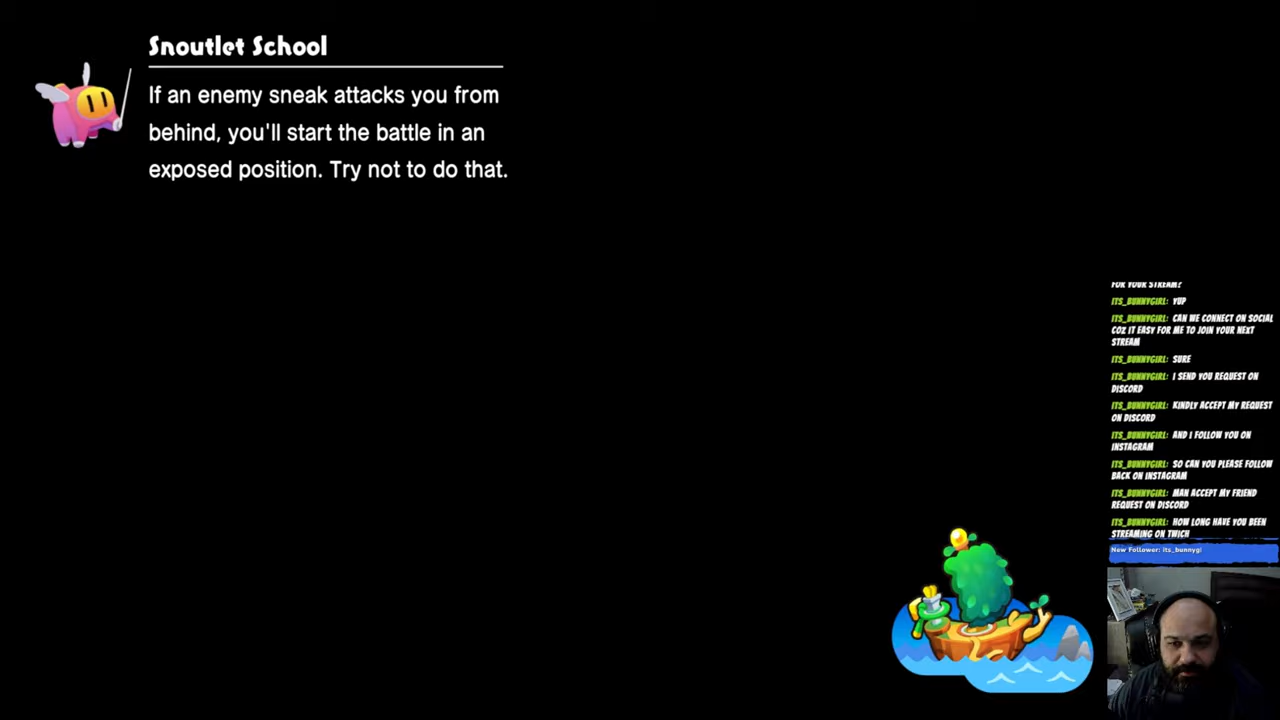 Snoutlet School
If an enemy sneak attacks you from
behind, you'll start the battle in an
exposed position. Try not to do that.
FOR YOUR STREAM?
ITS_BUNNYGIRL: YUP
ITS_BUNNYGIRL: CAN WE CONNECT ON SOCIAL
COZ IT EASY FOR ME TO JOIN YOUR NEXT
STREAM
ITS_BUNNYGIRL: SURE
ITS_BUNNYGIRL: I SEND YOU REQUEST ON
DISCORD
ITS_BUNNYGIRL: KINDLY ACCEPT MY REQUEST
ON DISCORD
ITS_BUNNYGIRL: AND I FOLLOW YOU ON
INSTAGRAM
ITS_BUNNYGIRL: SO CAN YOU PLEASE FOLLOW
BACK ON INSTAGRAM
ITS_BUNNYGIRL: MAN ACCEPT MY FRIEND
REQUEST ON DISCORD
ITS_BUNNYGIRL: HOW LONG HAVE YOU BEEN
STREAMING ON TWICH
New Follower: its_bunnygi